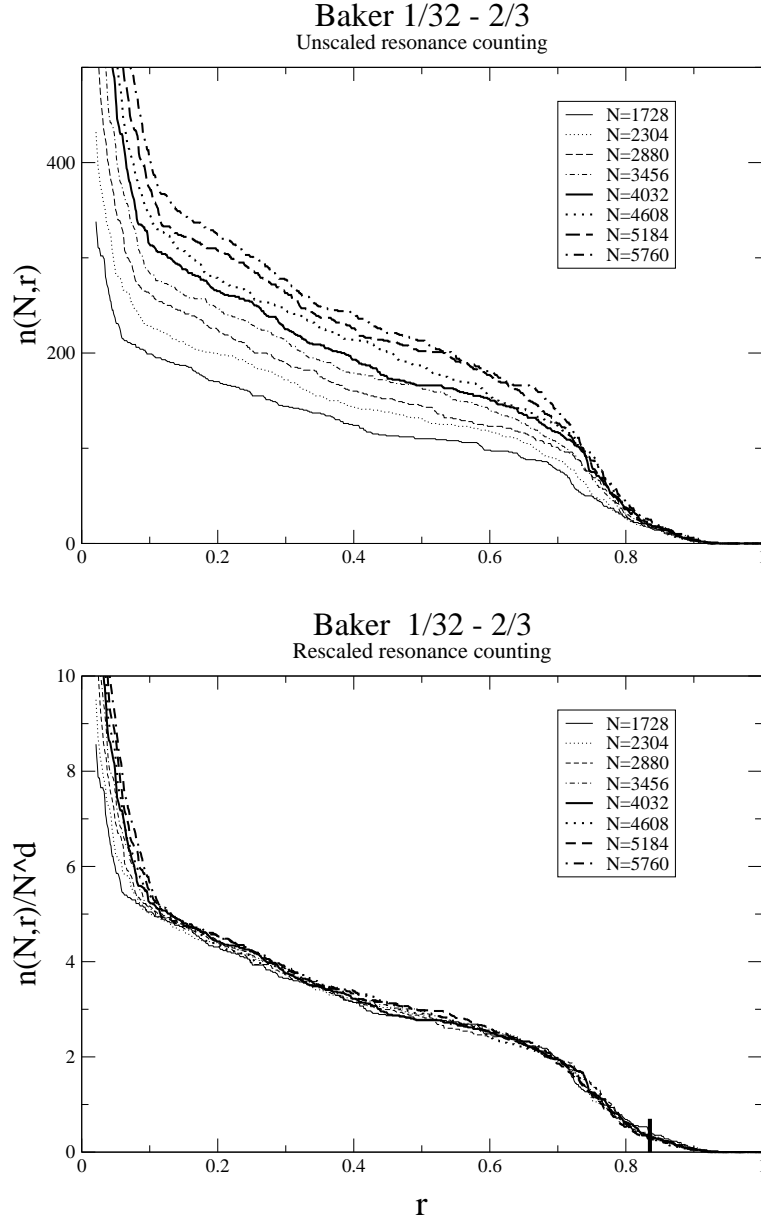 Baker 1/32 - 2/3
Unscaled resonance counting
n(N,r)
400
200
0
0
0.2
0.4
0.6
0.8
1
N=1728
N=2304
N=2880
N=3456
N=4032
N=4608
N=5184
N=5760
Baker 1/32 - 2/3
Rescaled resonance counting
n(N,r)/N^d
10
8
6
4
2
0
0
0.2
0.4
0.6
0.8
1
N=1728
N=2304
N=2880
N=3456
N=4032
N=4608
N=5184
N=5760
r